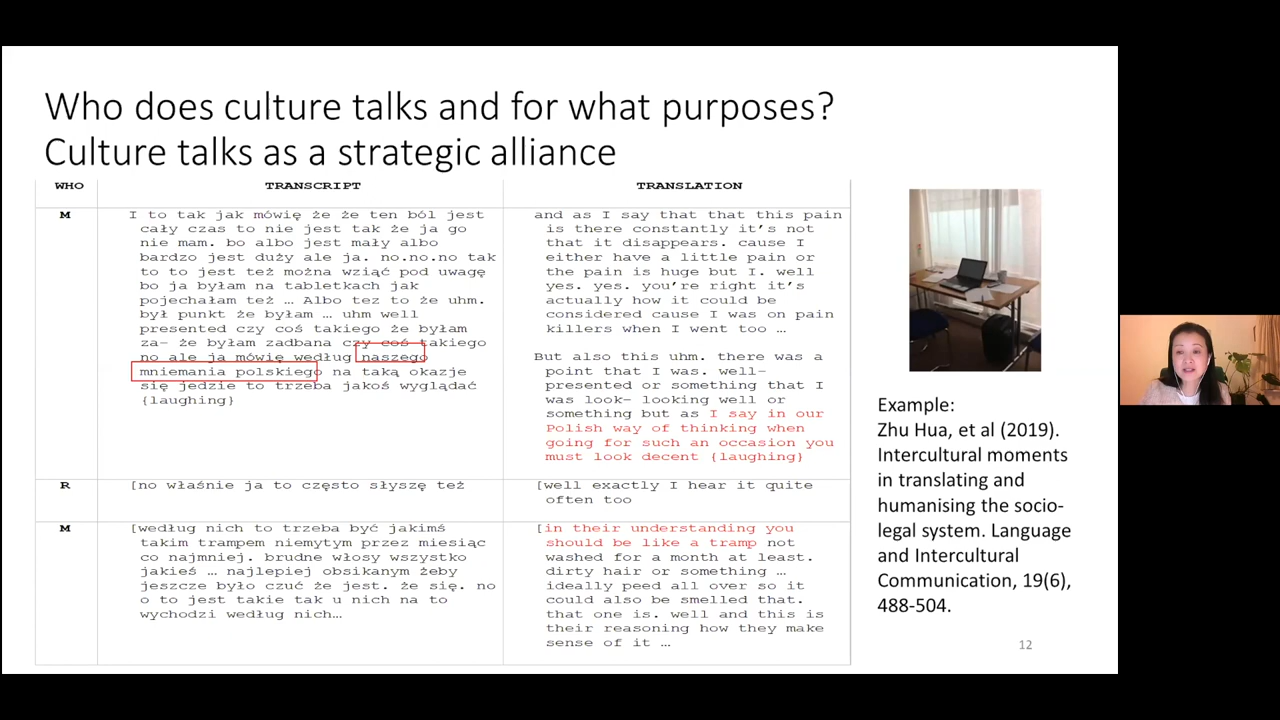 Who does culture talks and for what purposes?
Culture talks as a strategic alliance
WHO TRANSCRIPT TRANSLATION
M
I to tak jak mówię że że ten ból jest
cały czas to nie jest tak że ja go
nie mam. bo albo jest mały albo
bardzo jest duży ale ja. no.no.no tak
to to jest też można wziąć pod uwagę
bo ja byłam na tabletkach jak
pojechałam też … Albo tez to że uhm.
był punkt że byłam … uhm well
presented czy coś takiego że byłam
za- że byłam zadbana czy coś takiego
no ale ja mówię według naszego
mniemania polskiego na taką okazje
się jedzie to trzeba jakoś wyglądać
{laughing}
and as I say that that this pain
is there constantly it's not
that it disappears. cause I
either have a little pain or
the pain is huge but I. well
yes. yes. you're right it's
actually how it could be
considered cause I was on pain
killers when I went too …
But also this uhm. there was a
point that I was. well-
presented or something that I
was look- looking well or
something but as I say in our
Polish way of thinking when
going for such an occasion you
must look decent {laughing}
R
[no właśnie ja to często słyszę też
[well exactly I hear it quite
often too
M
[według nich to trzeba być jakimś
takim trampem niemytym przez miesiąc
co najmniej. brudne włosy wszystko
jakieś … najlepiej obsikanym żeby
jeszcze było czuć że jest. że się. no
o to jest takie tak u nich na to
wychodzi według nich…
[in their understanding you
should be like a tramp not
washed for a month at least.
dirty hair or something …
ideally peed all over so it
could also be smelled that.
that one is. well and this is
their reasoning how they make
sense of it …
Example:
Zhu Hua, et al (2019).
Intercultural moments
in translating and
humanising the socio-
legal system. Language
and Intercultural
Communication, 19(6),
488-504.
12